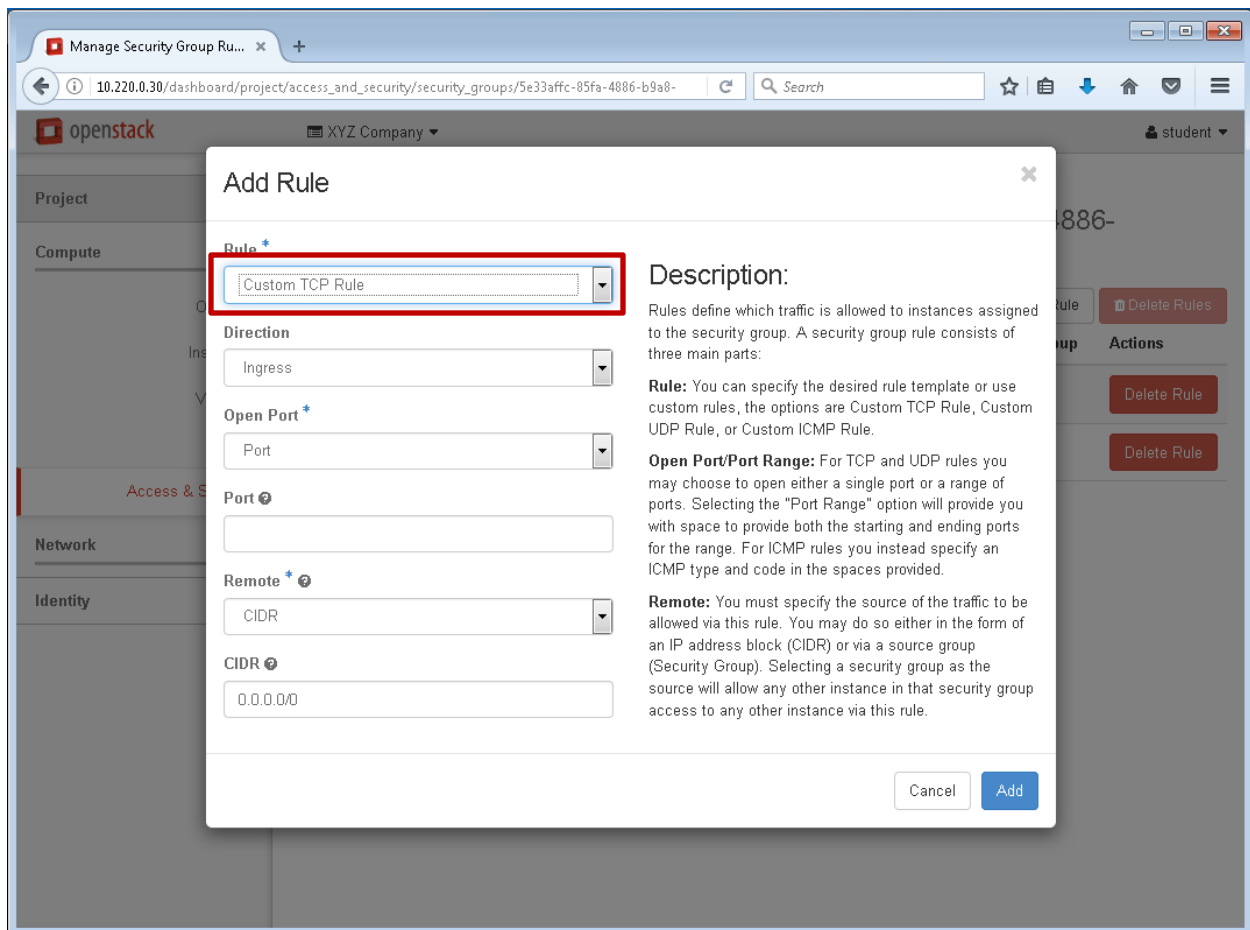 Manage Security Group Ru...
10.220.0.30/dashboard/project/access_and_security/security_groups/5e33affc-85fa-4886-b9a8-
Search
openstack
XYZ Company
student
Project
Compute
Access & S
Network
Identity
886-
Rule
Delete Rules
up
Actions
Delete Rule
Delete Rule
Add Rule
Rule *
Custom TCP Rule
Direction
Ingress
Open Port *
Port
Port
Remote *
CIDR
CIDR
0.0.0.0/0
Description:
Rules define which traffic is allowed to instances assigned
to the security group. A security group rule consists of
three main parts:
Rule: You can specify the desired rule template or use
custom rules, the options are Custom TCP Rule, Custom
UDP Rule, or Custom ICMP Rule.
Open Port/Port Range: For TCP and UDP rules you
may choose to open either a single port or a range of
ports. Selecting the "Port Range" option will provide you
with space to provide both the starting and ending ports
for the range. For ICMP rules you instead specify an
ICMP type and code in the spaces provided.
Remote: You must specify the source of the traffic to be
allowed via this rule. You may do so either in the form of
an IP address block (CIDR) or via a source group
(Security Group). Selecting a security group as the
source will allow any other instance in that security group
access to any other instance via this rule.
Cancel
Add